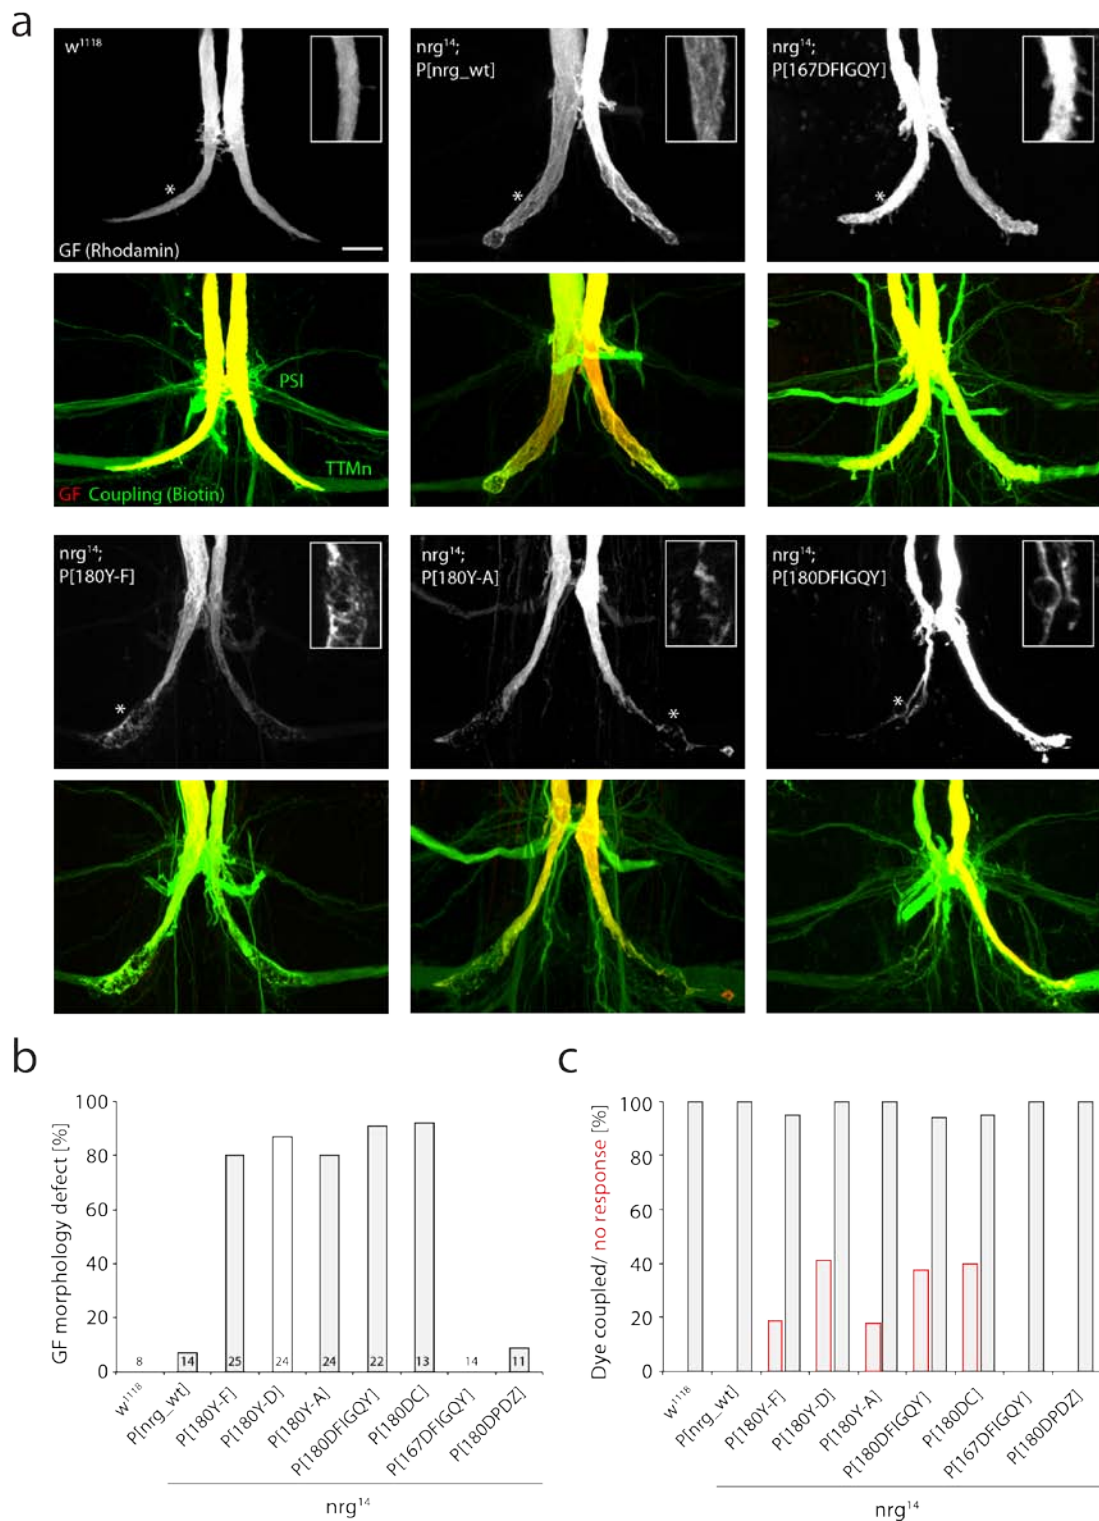 a
w1118
nrg14;
P[nrg_wt]
nrg14;
P[167DFIGQY]
*
*
*
GF (Rhodamin)
PSI
TTMn
GF Coupling (Biotin)
nrg14;
P[180Y-F]
nrg14;
P[180Y-A]
nrg14;
P[180DFIGQY]
*
*
*
b
GF morphology defect [%]
100
80
60
40
20
0
8
14
25
24
24
22
13
14
11
w1118
P[nrg_wt]
P[180Y-F]
P[180Y-D]
P[180Y-A]
P[180DFIGQY]
P[180DC]
P[167DFIGQY]
P[180DPDZ]
nrg14
c
Dye coupled/ no response [%]
100
80
60
40
20
0
w1118
P[nrg_wt]
P[180Y-F]
P[180Y-D]
P[180Y-A]
P[180DFIGQY]
P[180DC]
P[167DFIGQY]
P[180DPDZ]
nrg14